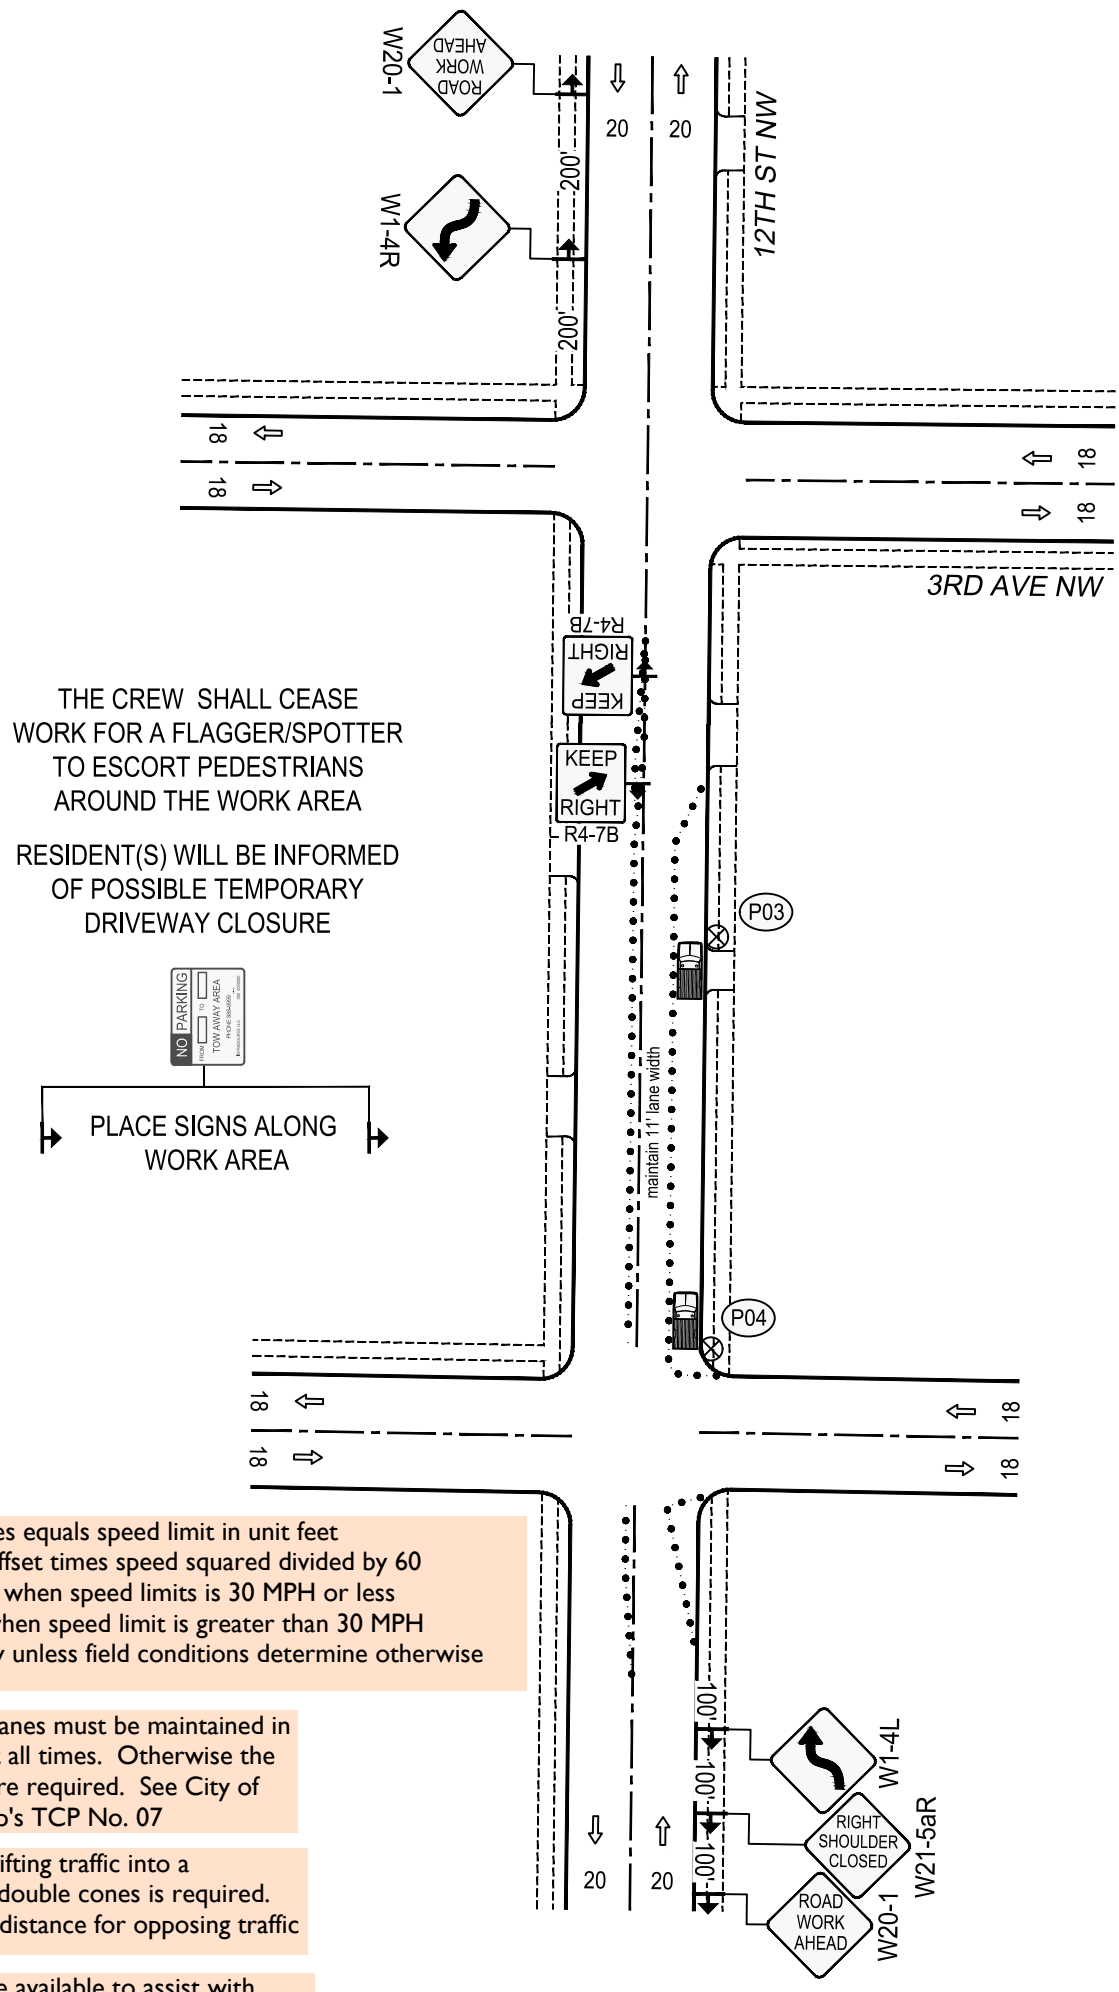 W20-1
ROAD
WORK
AHEAD
20
20
12TH ST NW
200'
W1-4R
200'
18
18
18
18
3RD AVE NW
R4-7B
KEEP
RIGHT
KEEP
RIGHT
R4-7B
THE CREW SHALL CEASE
WORK FOR A FLAGGER/SPOTTER
TO ESCORT PEDESTRIANS
AROUND THE WORK AREA
RESIDENT(S) WILL BE INFORMED
OF POSSIBLE TEMPORARY
DRIVEWAY CLOSURE
P03
NO PARKING
FROM TO
TOW AWAY AREA
maintain 11' lane width
PLACE SIGNS ALONG
WORK AREA
P04
18
18
18
18
es equals speed limit in unit feet
ffset times speed squared divided by 60
when speed limits is 30 MPH or less
when speed limit is greater than 30 MPH
y unless field conditions determine otherwise
anes must be maintained in
t all times. Otherwise the
re required. See City of
o's TCP No. 07
ifting traffic into a
double cones is required.
distance for opposing traffic
e available to assist with
100'
W1-4L
100'
RIGHT
SHOULDER
CLOSED
W21-5aR
100'
20
20
ROAD
WORK
AHEAD
W20-1